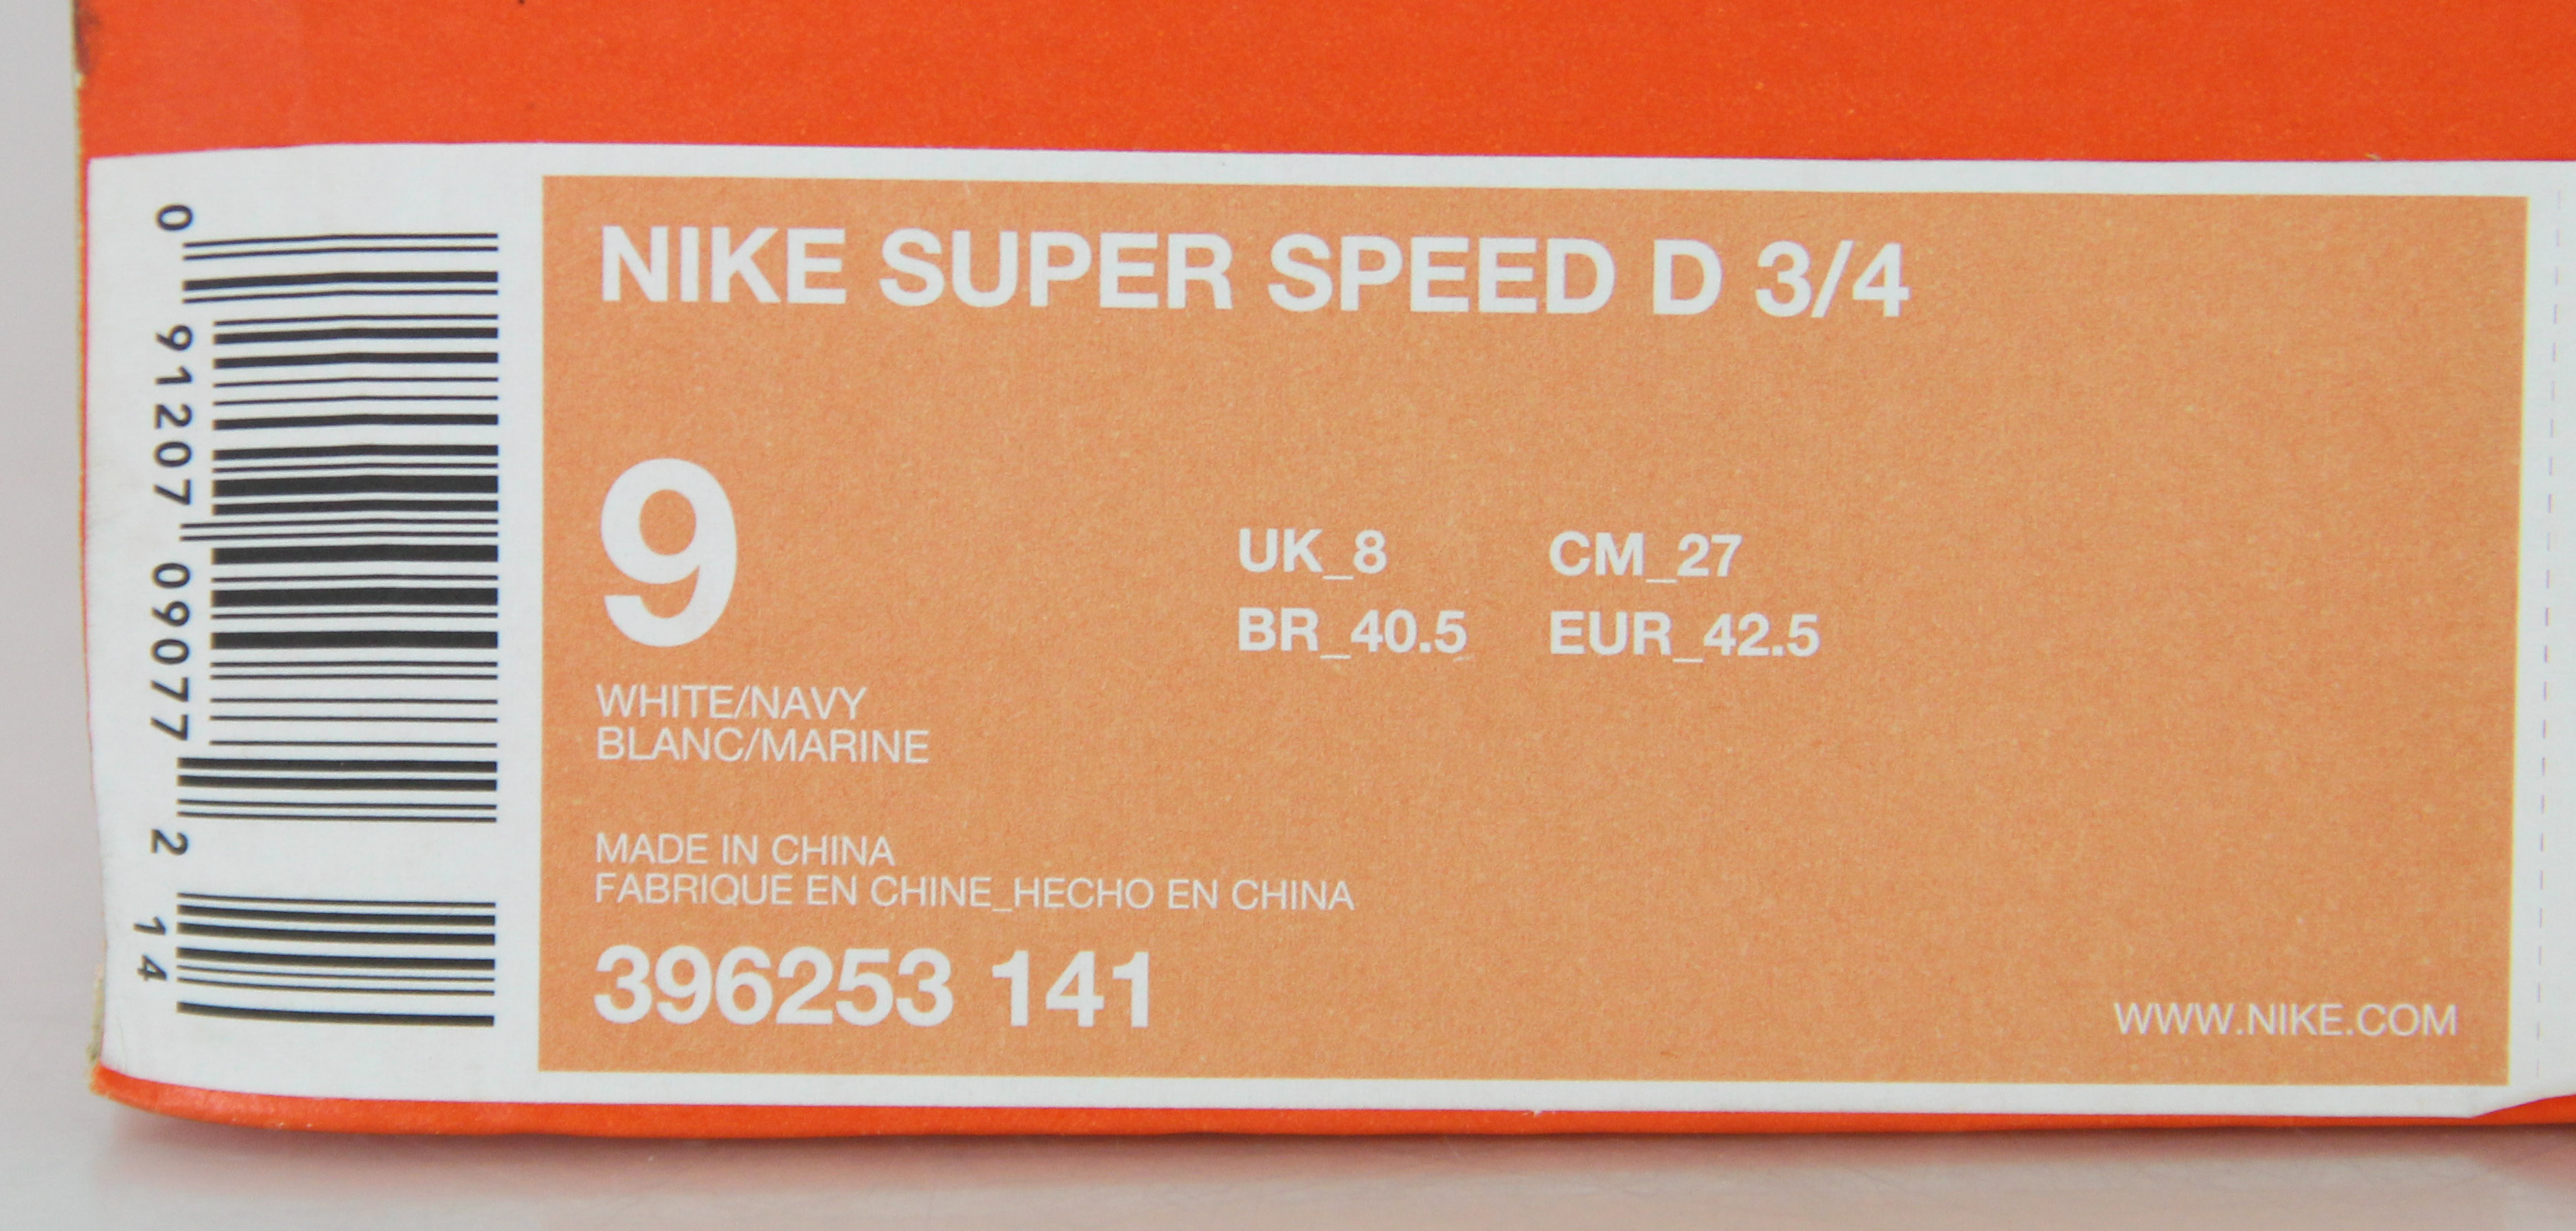 0 91207 09077 2 14
NIKE SUPER SPEED D 3/4
9
UK_8 CM_27
BR_40.5 EUR_42.5
WHITE/NAVY
BLANC/MARINE
MADE IN CHINA
FABRIQUE EN CHINE_HECHO EN CHINA
396253 141
WWW.NIKE.COM